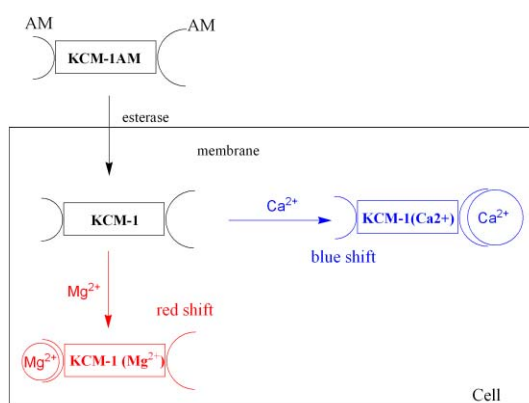 AM
AM
KCM-1AM
esterase
membrane
KCM-1
Ca²⁺
KCM-1(Ca2+)
Ca²⁺
blue shift
Mg²⁺
red shift
Mg²⁺
KCM-1 (Mg²⁺)
Cell